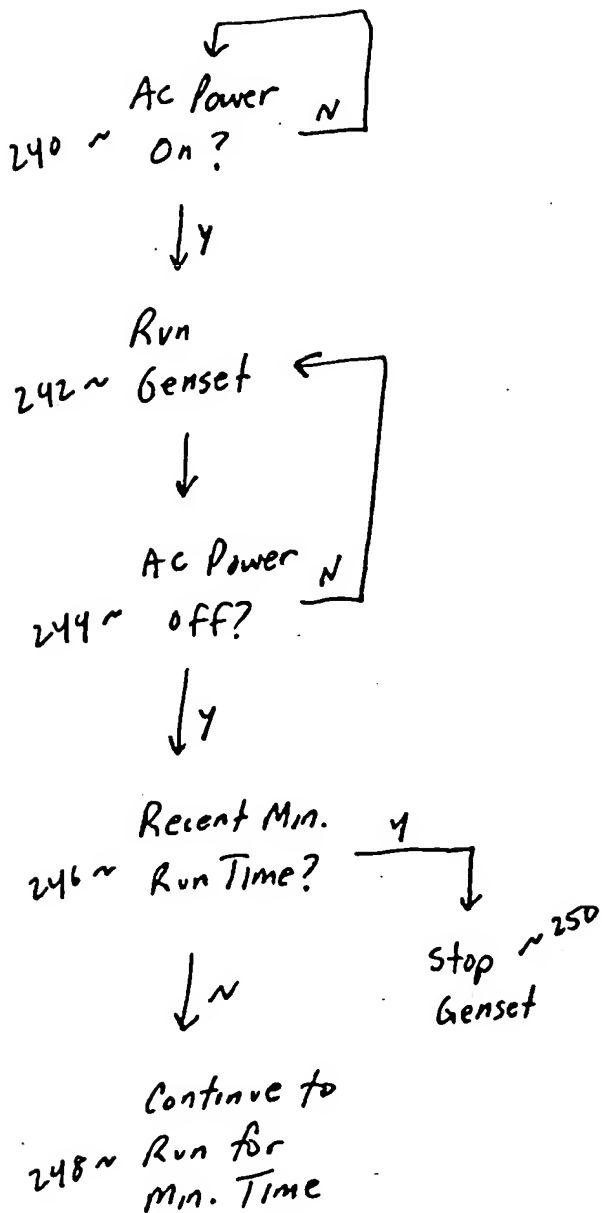 Ac Power N
240 ~ On?
Y
Run
242 ~ Genset
Ac Power N
244 ~ off?
Y
Recent Min. Y
246 ~ Run Time?
Stop ~ 250
Genset
N
Continue to
248 ~ Run for
Min. Time